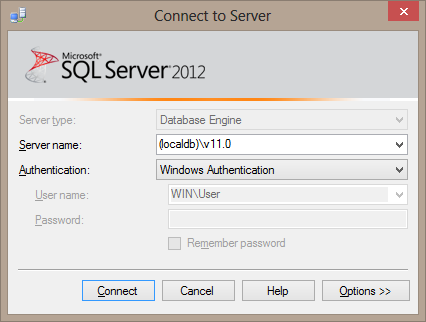 Connect to Server
Microsoft
SQL Server 2012
Server type: Database Engine
Server name: (localdb)\v11.0
Authentication: Windows Authentication
User name: WIN\User
Password:
Remember password
Connect Cancel Help Options >>